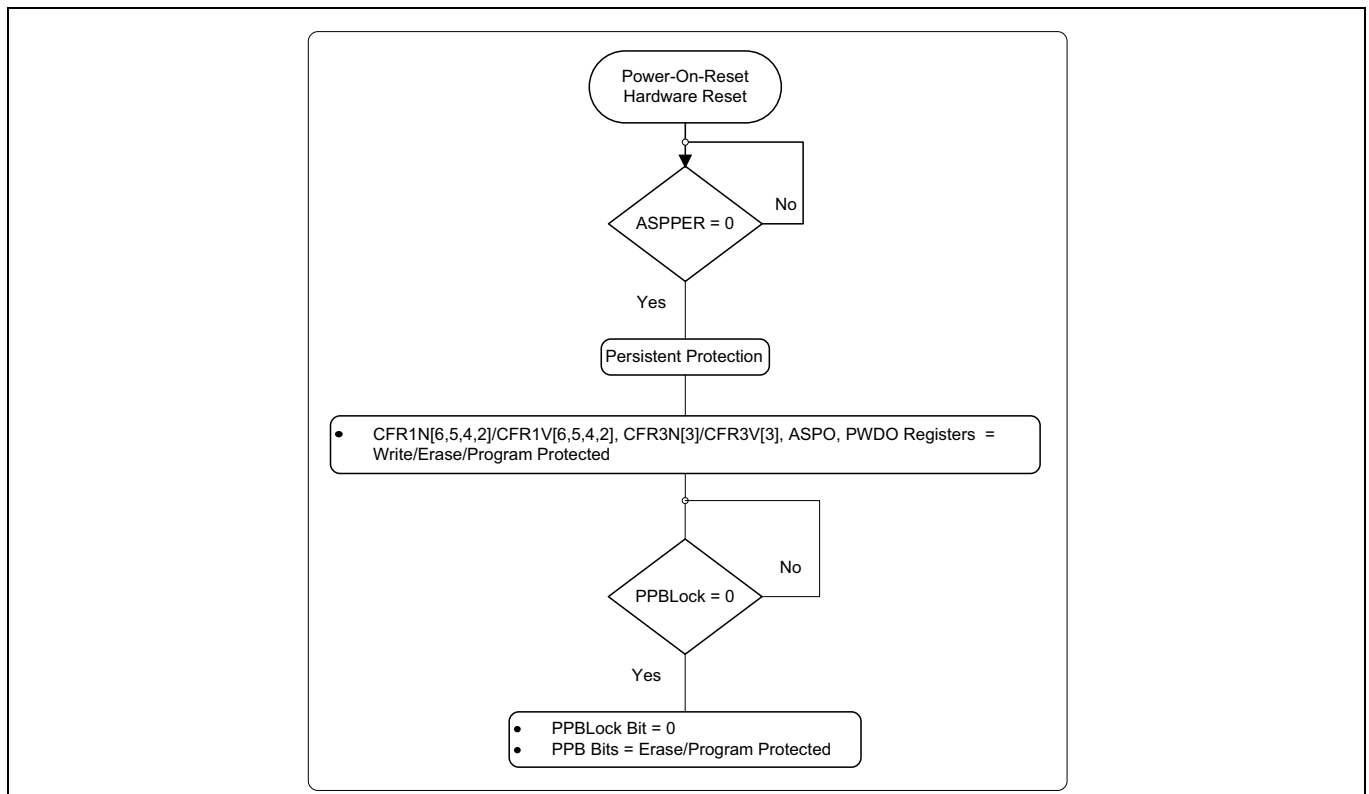 Power-On-Reset
Hardware Reset
No
ASPPER = 0
Yes
Persistent Protection
• CFR1N[6,5,4,2]/CFR1V[6,5,4,2], CFR3N[3]/CFR3V[3], ASPO, PWDO Registers =
Write/Erase/Program Protected
No
PPBLock = 0
Yes
• PPBLock Bit = 0
• PPB Bits = Erase/Program Protected